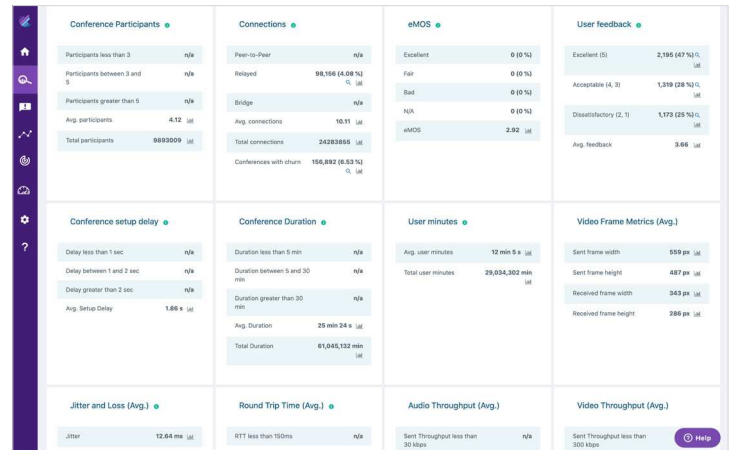 Conference Participants
Participants less than 3 n/a
Participants between 3 and n/a
5
Participants greater than 5 n/a
Avg. participants 4.12
Total participants 9893009
Connections
Peer-to-Peer n/a
Relayed 98,156 (4.08 %)
Bridge n/a
Avg. connections 10.11
Total connections 24283855
Conferences with churn 156,892 (6.53 %)
eMOS
Excellent 0 (0 %)
Fair 0 (0 %)
Bad 0 (0 %)
N/A 0 (0 %)
eMOS 2.92
User feedback
Excellent (5) 2,195 (47 %)
Acceptable (4, 3) 1,319 (28 %)
Dissatisfactory (2, 1) 1,173 (25 %)
Avg. feedback 3.66
Conference setup delay
Delay less than 1 sec n/a
Delay between 1 and 2 sec n/a
Delay greater than 2 sec n/a
Avg. Setup Delay 1.86 s
Conference Duration
Duration less than 5 min n/a
Duration between 5 and 30 n/a
min
Duration greater than 30 n/a
min
Avg. Duration 25 min 24 s
Total Duration 61,045,132 min
User minutes
Avg. user minutes 12 min 5 s
Total user minutes 29,034,302 min
Video Frame Metrics (Avg.)
Sent frame width 559 px
Sent frame height 487 px
Received frame width 343 px
Received frame height 286 px
Jitter and Loss (Avg.)
Jitter 12.64 ms
Round Trip Time (Avg.)
RTT less than 150ms n/a
Audio Throughput (Avg.)
Sent Throughput less than n/a
30 kbps
Video Throughput (Avg.)
Sent Throughput less than
300 kbps
? Help
?